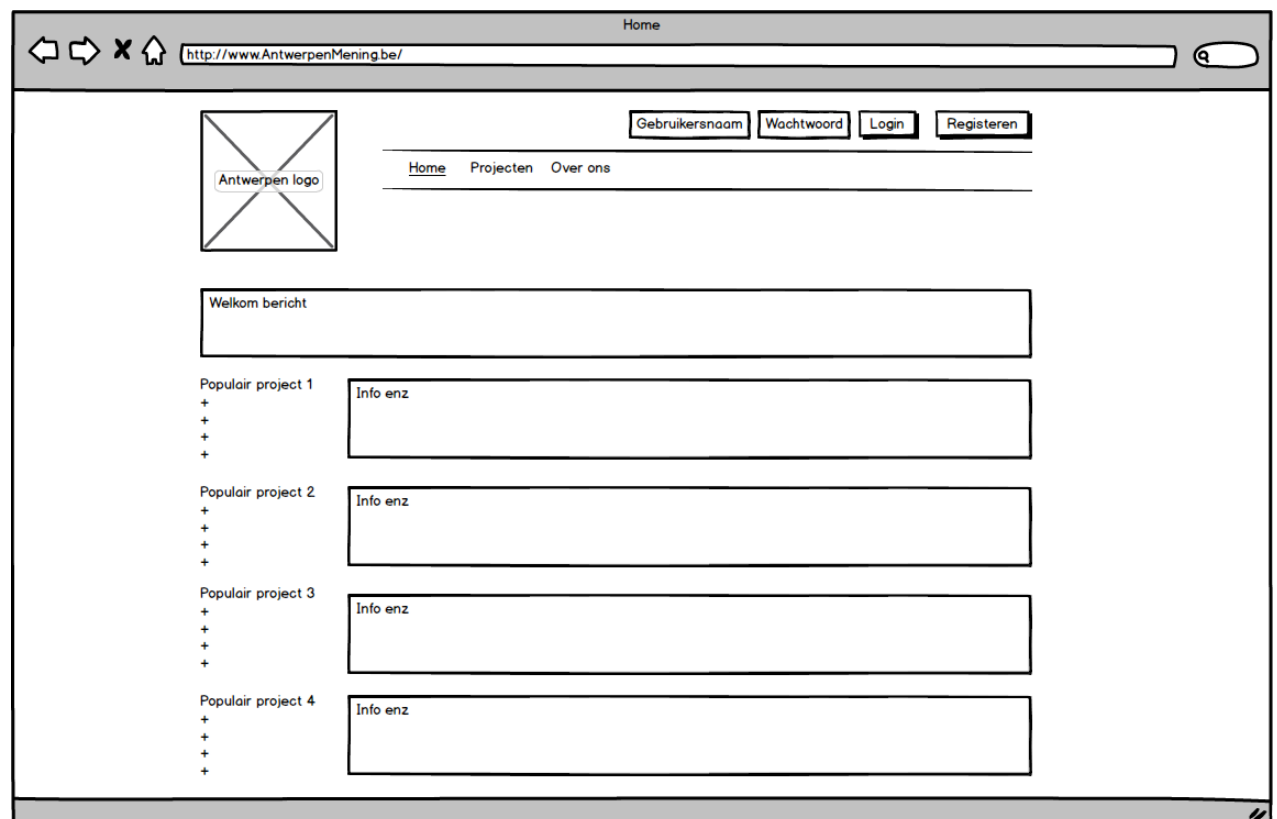 Home
http://www.AntwerpenMening.be/
Gebruikersnaam Wachtwoord Login Registeren
Antwerpen logo
Home Projecten Over ons
Welkom bericht
Populair project 1
+
+
+
+
Info enz
Populair project 2
+
+
+
+
Info enz
Populair project 3
+
+
+
+
Info enz
Populair project 4
+
+
+
+
Info enz